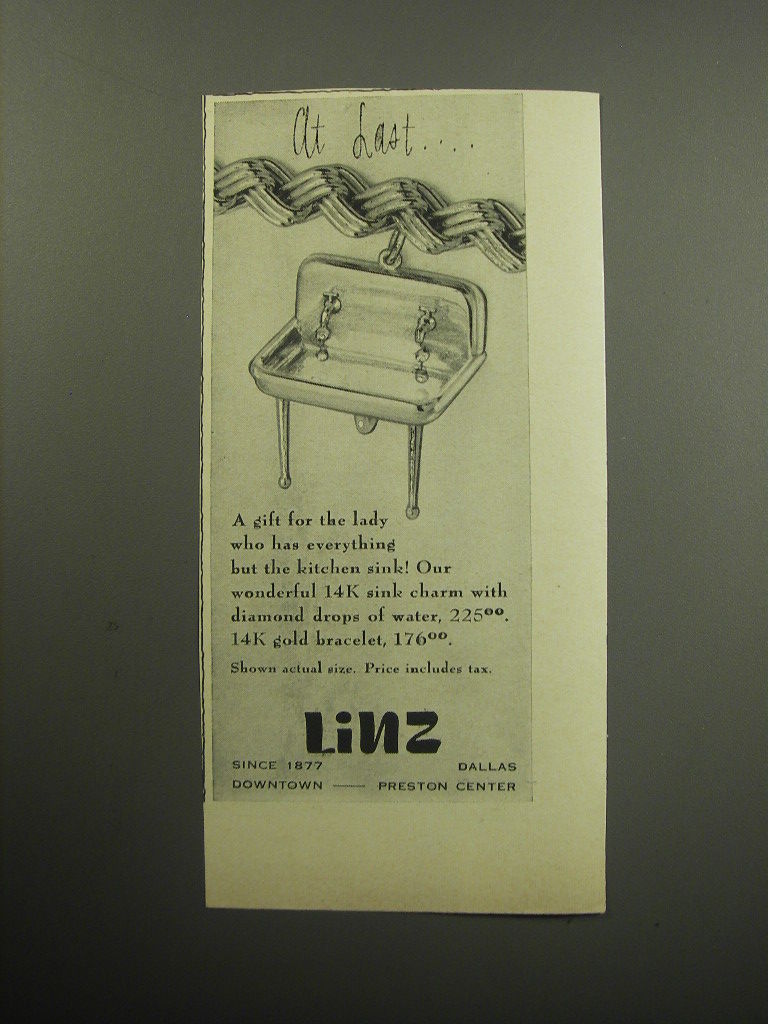 At Last....
A gift for the lady
who has everything
but the kitchen sink! Our
wonderful 14K sink charm with
diamond drops of water, 225⁰⁰.
14K gold bracelet, 176⁰⁰.
Shown actual size. Price includes tax.
LiNZ
SINCE 1877 DALLAS
DOWNTOWN — PRESTON CENTER